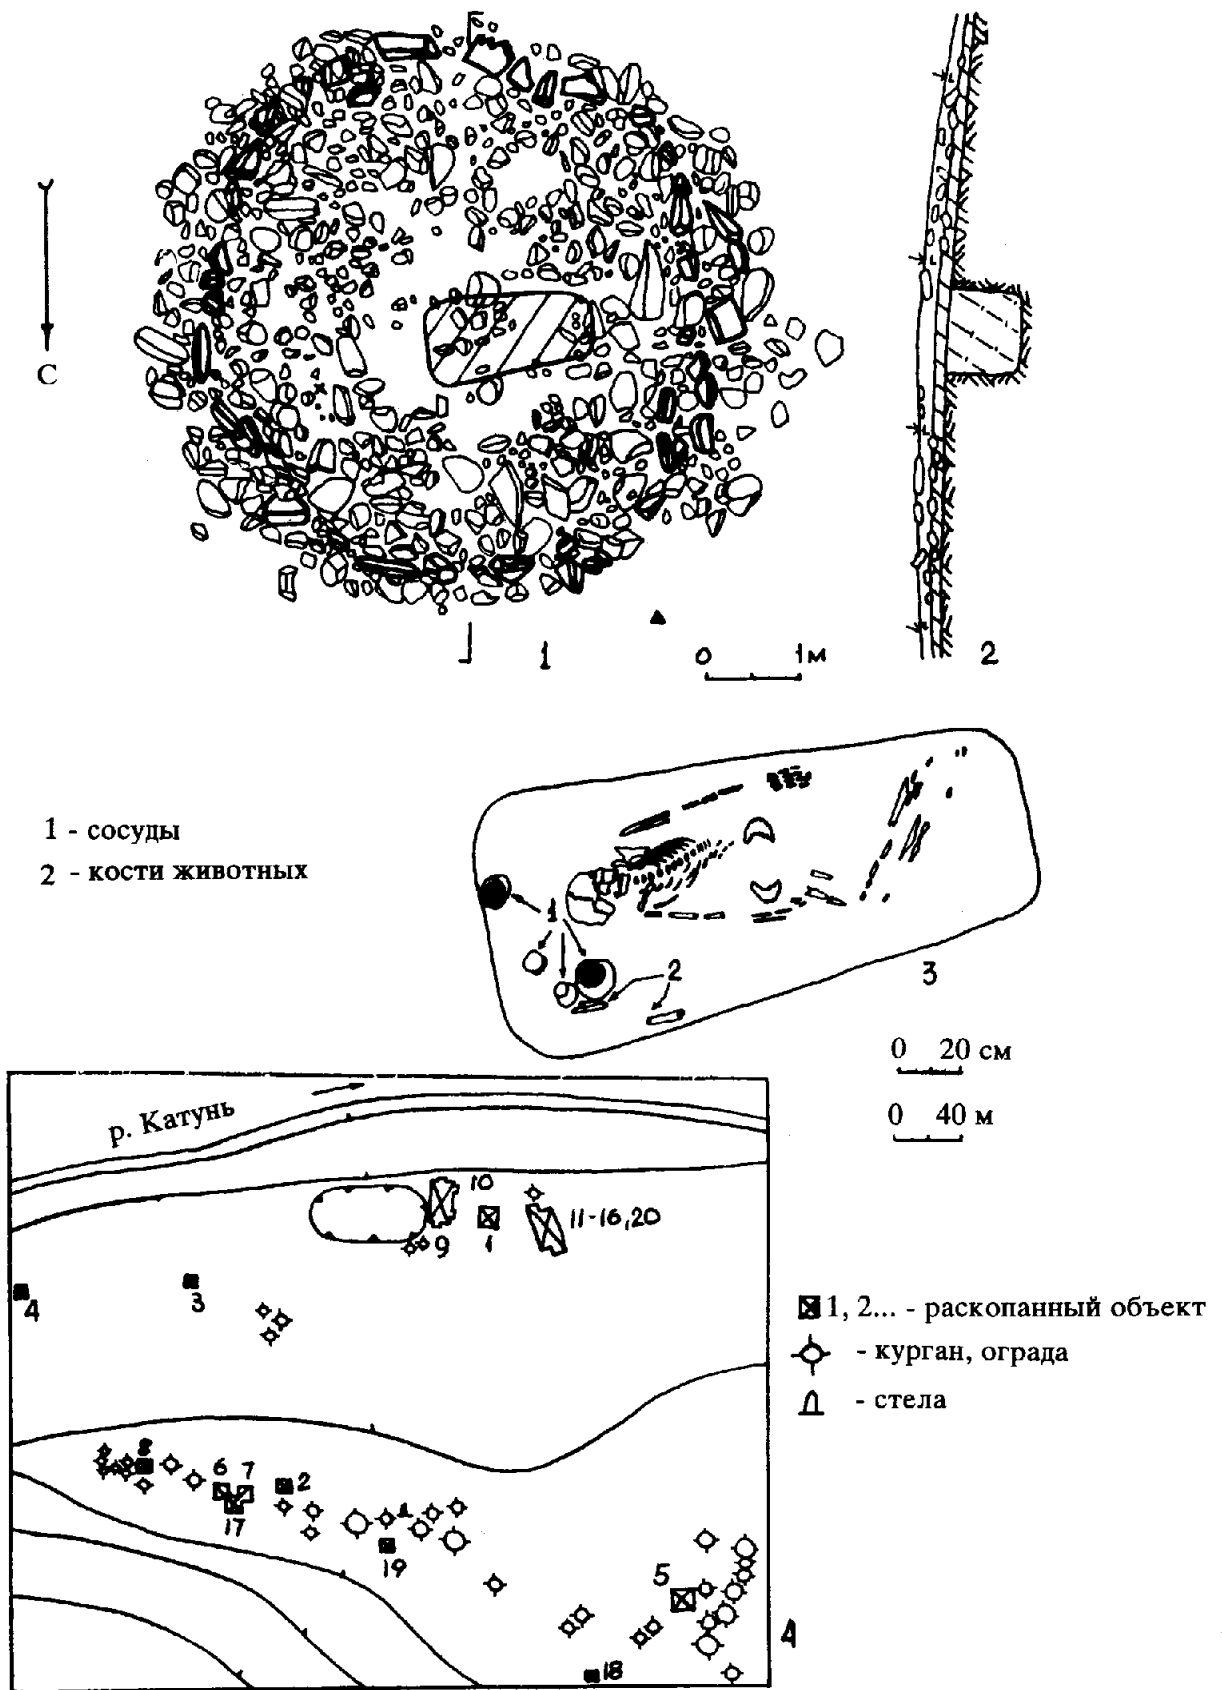 С
1
0 1м
2
1 - сосуды
2 - кости животных
1
2
3
0 20 см
0 40 м
р. Катунь
10
11-16,20
9
1
4
3
1, 2... - раскопанный объект
- курган, ограда
- стела
8
6 7
2
17
19
5
4
18